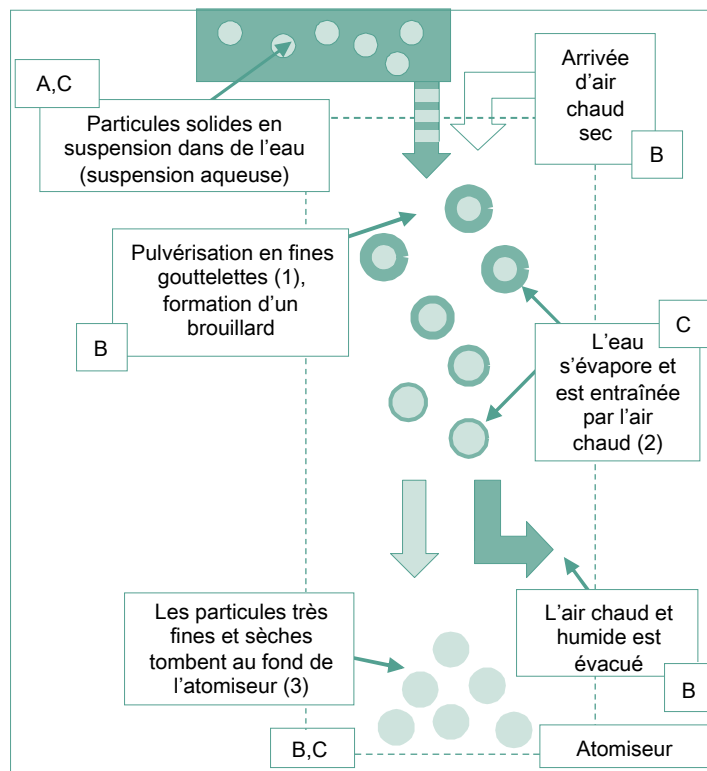 A,C
Particules solides en
suspension dans de l'eau
(suspension aqueuse)
Arrivée
d'air
chaud
sec
B
Pulvérisation en fines
gouttelettes (1),
formation d'un
brouillard
B
C
L'eau
s'évapore et
est entraînée
par l'air
chaud (2)
Les particules très
fines et sèches
tombent au fond de
l'atomiseur (3)
B,C
L'air chaud et
humide est
évacué
B
Atomiseur